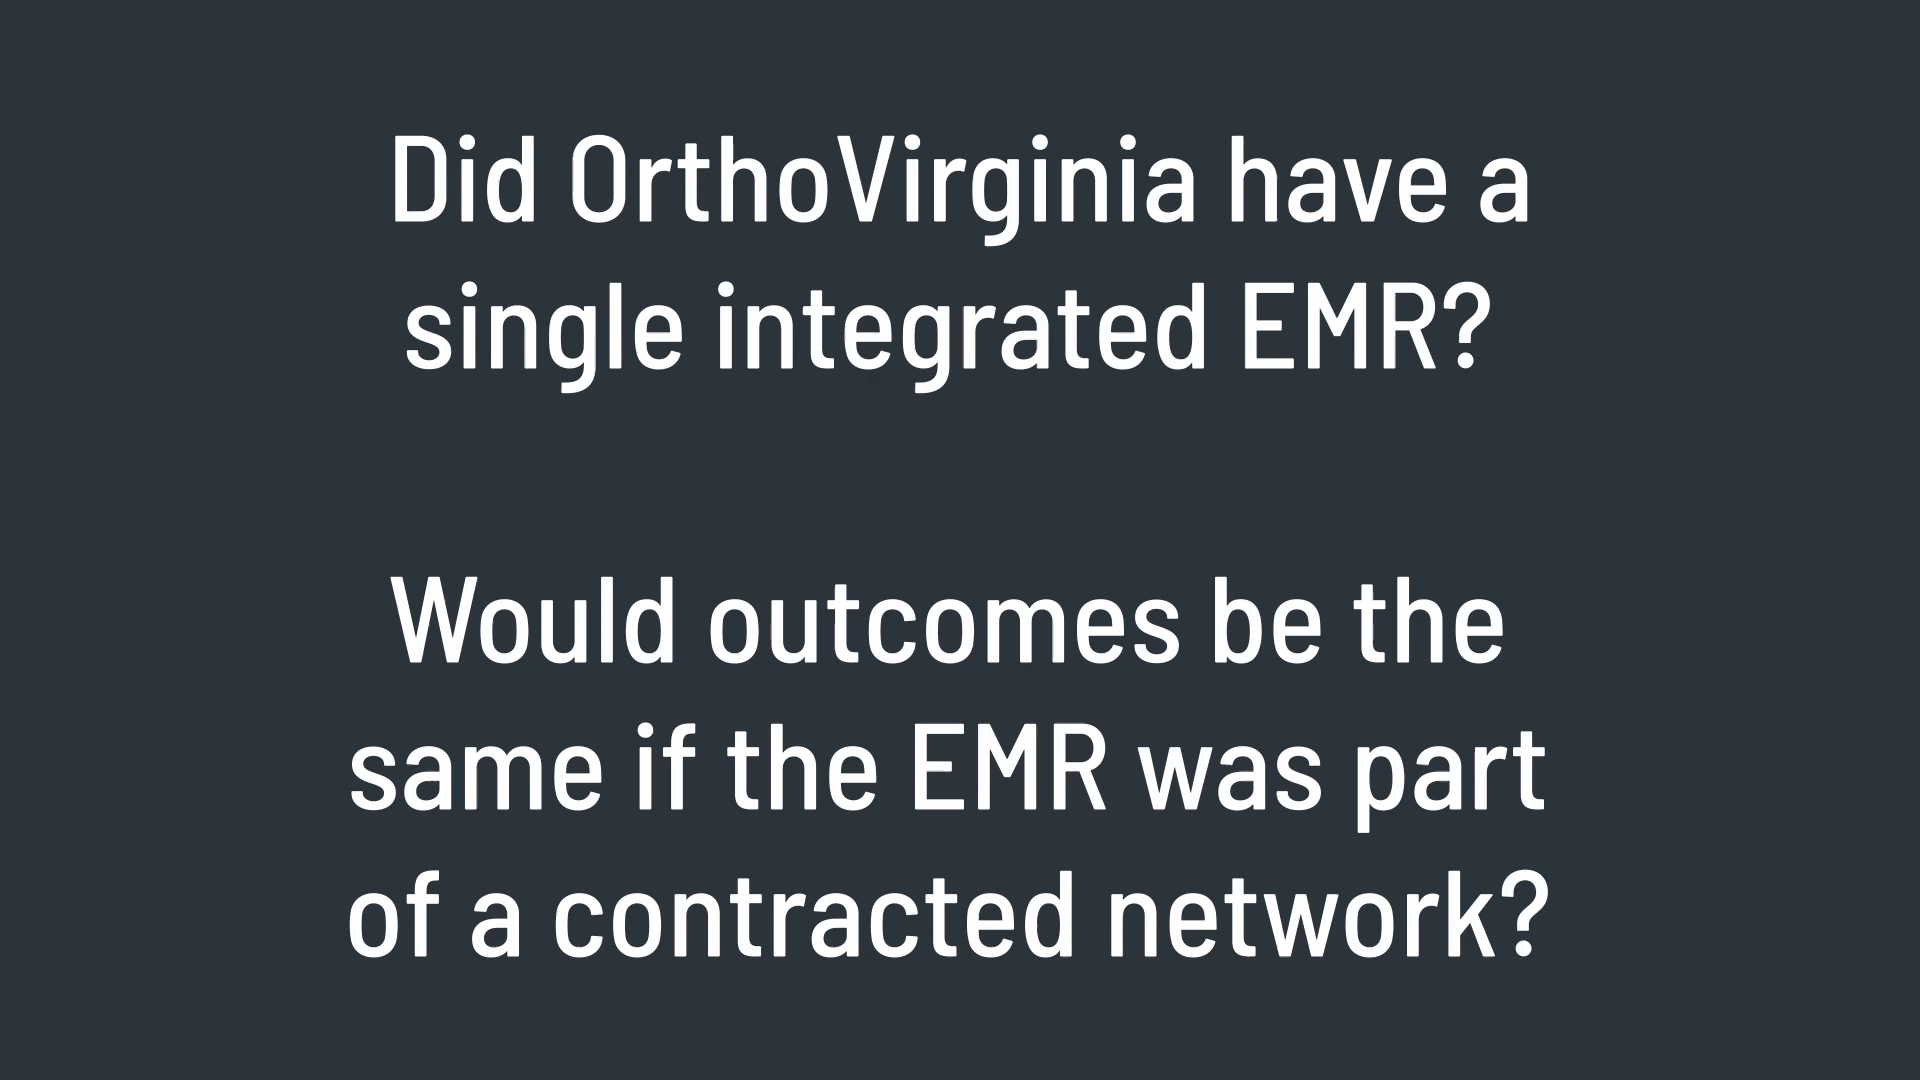 Did OrthoVirginia have a
single integrated EMR?
Would outcomes be the
same if the EMR was part
of a contracted network?